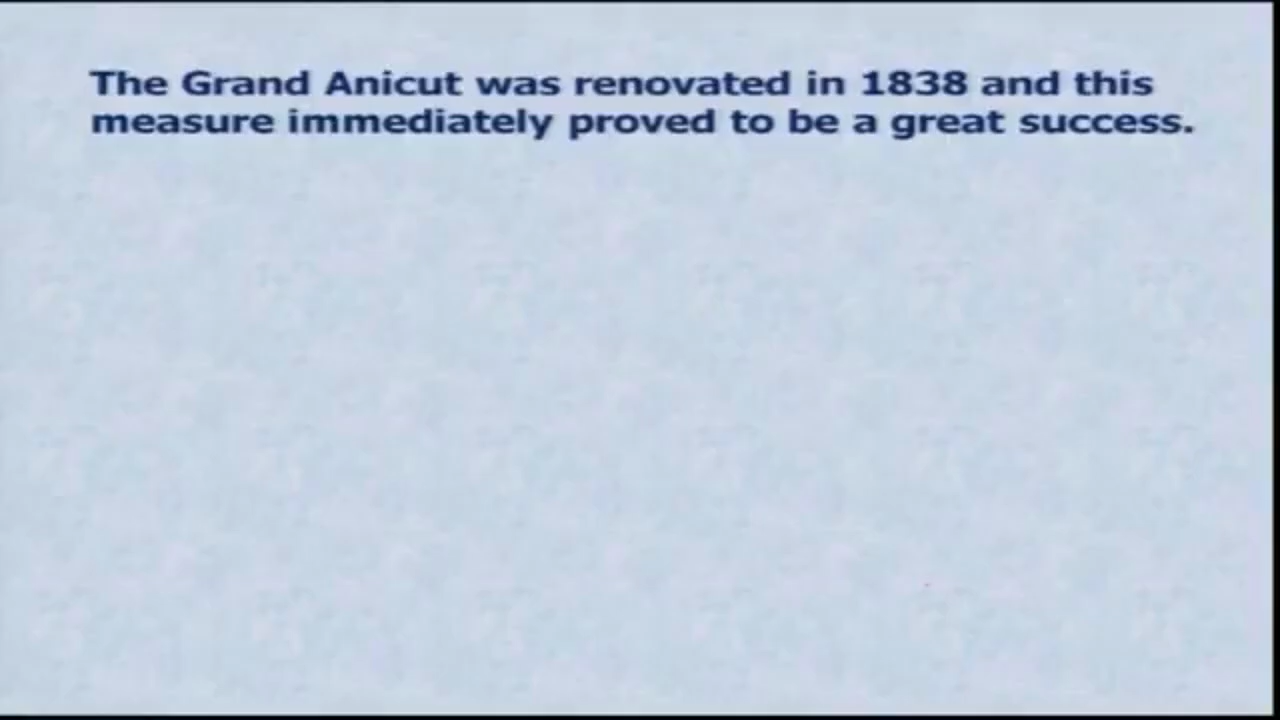 The Grand Anicut was renovated in 1838 and this
measure immediately proved to be a great success.